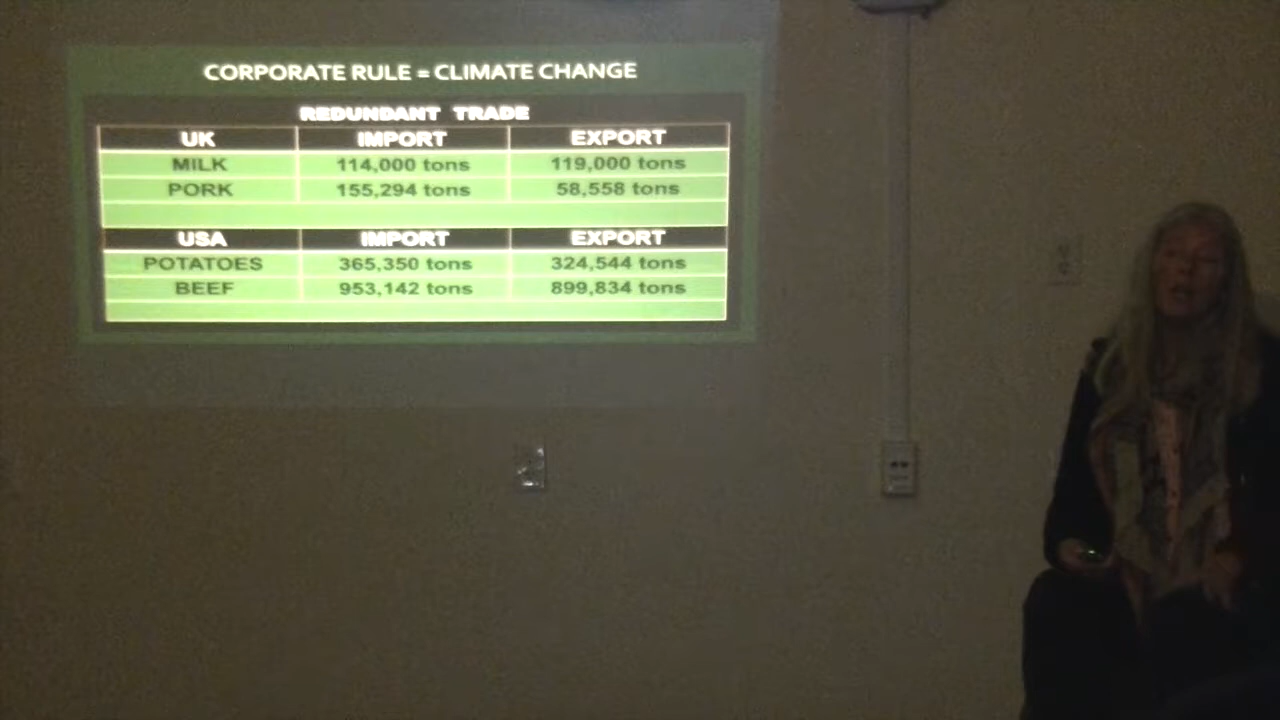 CORPORATE RULE = CLIMATE CHANGE
REDUNDANT TRADE
UK IMPORT EXPORT
MILK 114,000 tons 119,000 tons
PORK 155,294 tons 58,558 tons
USA IMPORT EXPORT
POTATOES 365,350 tons 324,544 tons
BEEF 953,142 tons 899,834 tons